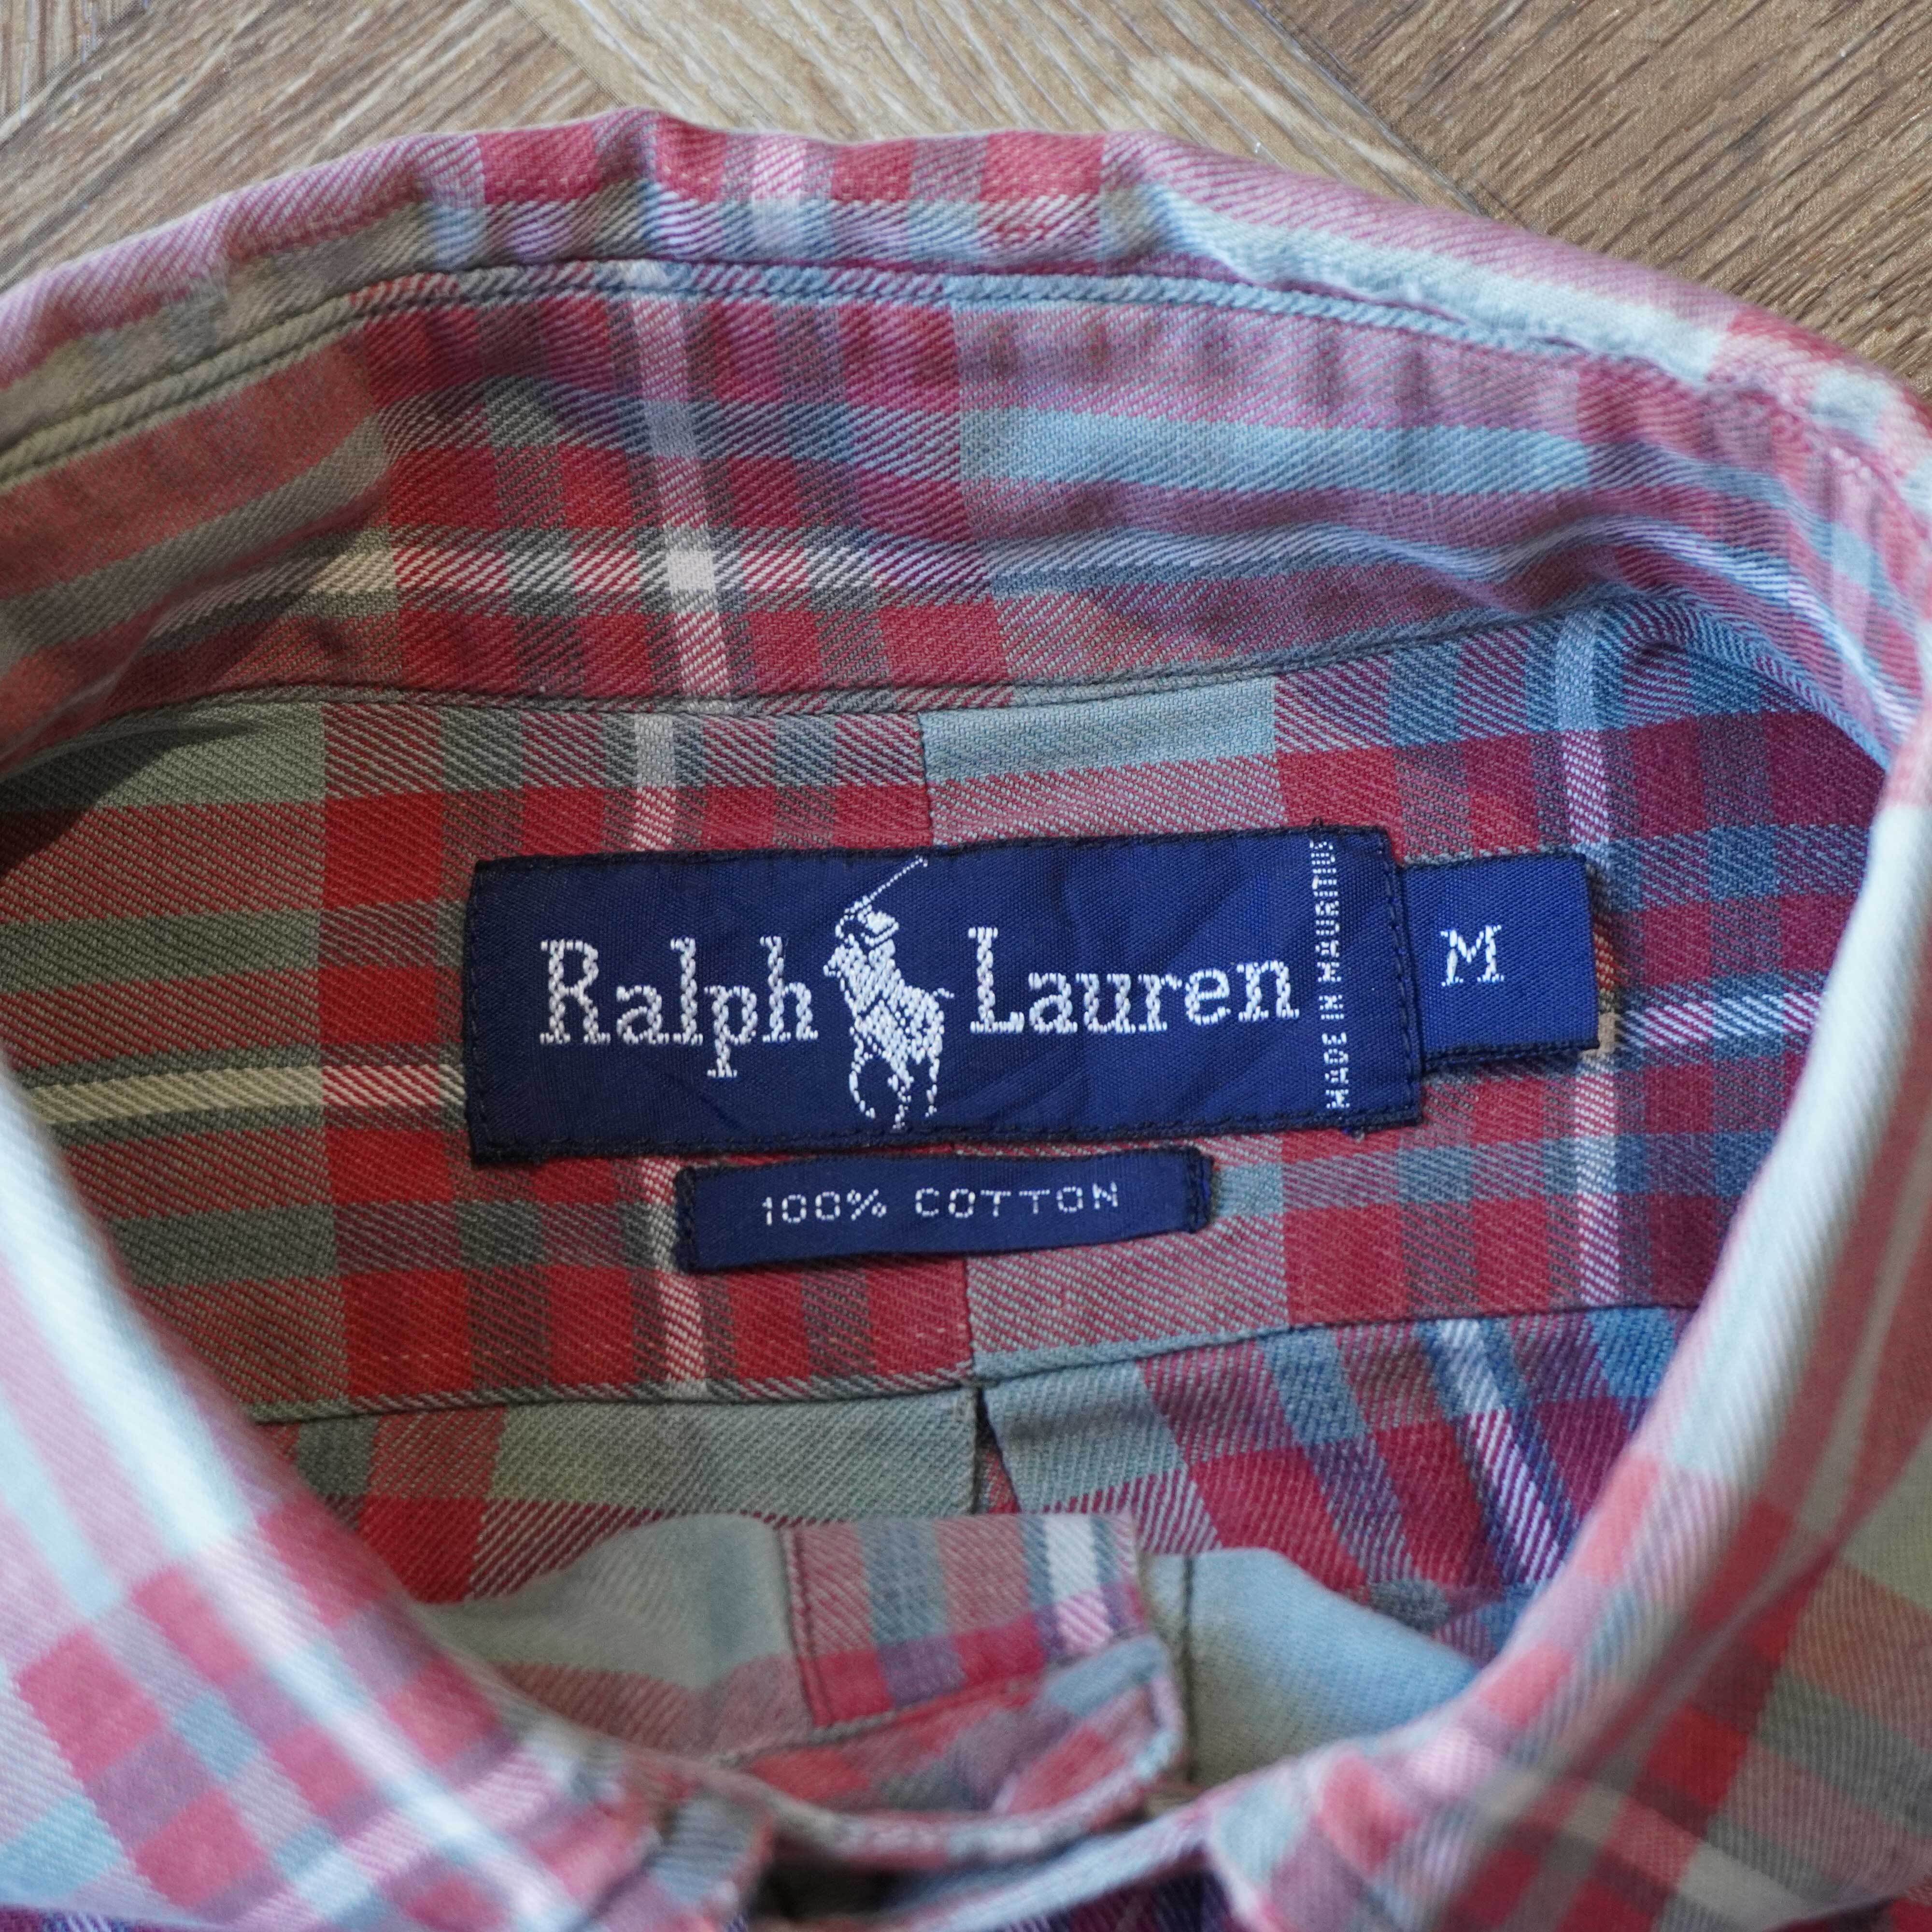 Ralph Lauren
MADE IN MAURITIUS
M
100% COTTON